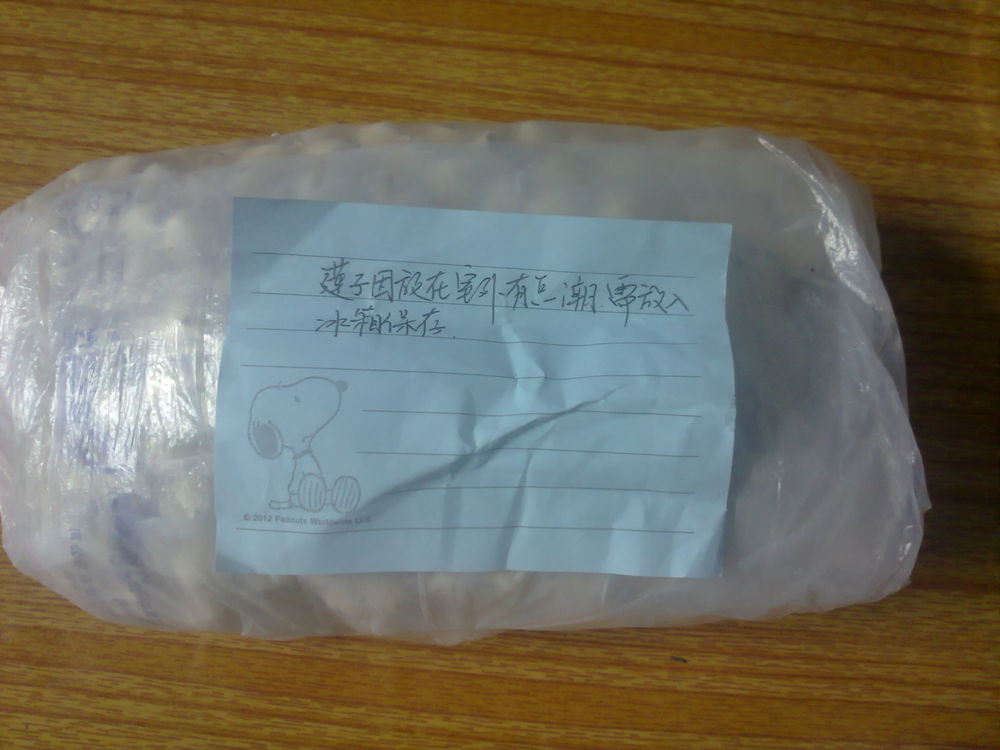 莲子因放在室外有点潮.需放入
冰箱保存.
© 2012 Peanuts Worldwide LLC